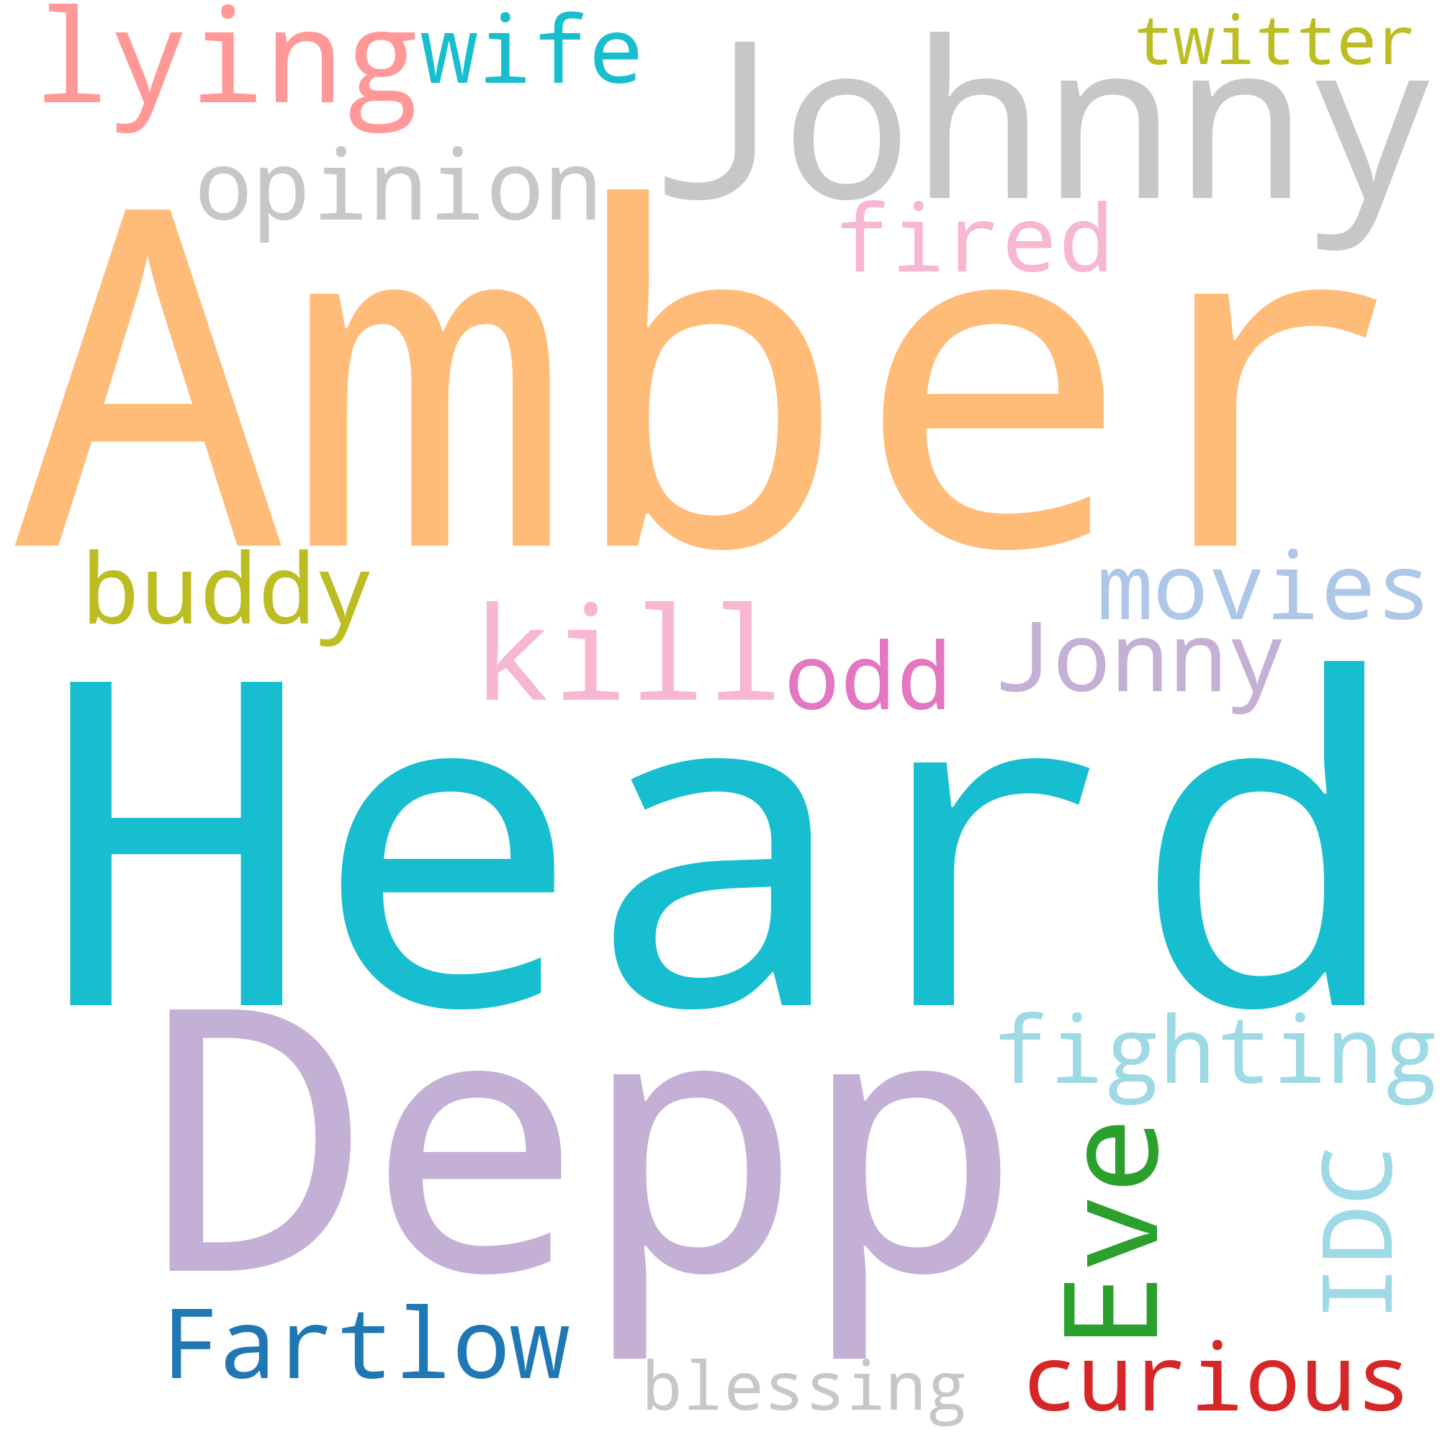 lying wife twitter
Johnny
opinion
fired
Amber
buddy
movies
kill odd Jonny
Heard
Depp
fighting
Eve
IDC
Fartlow
blessing
curious